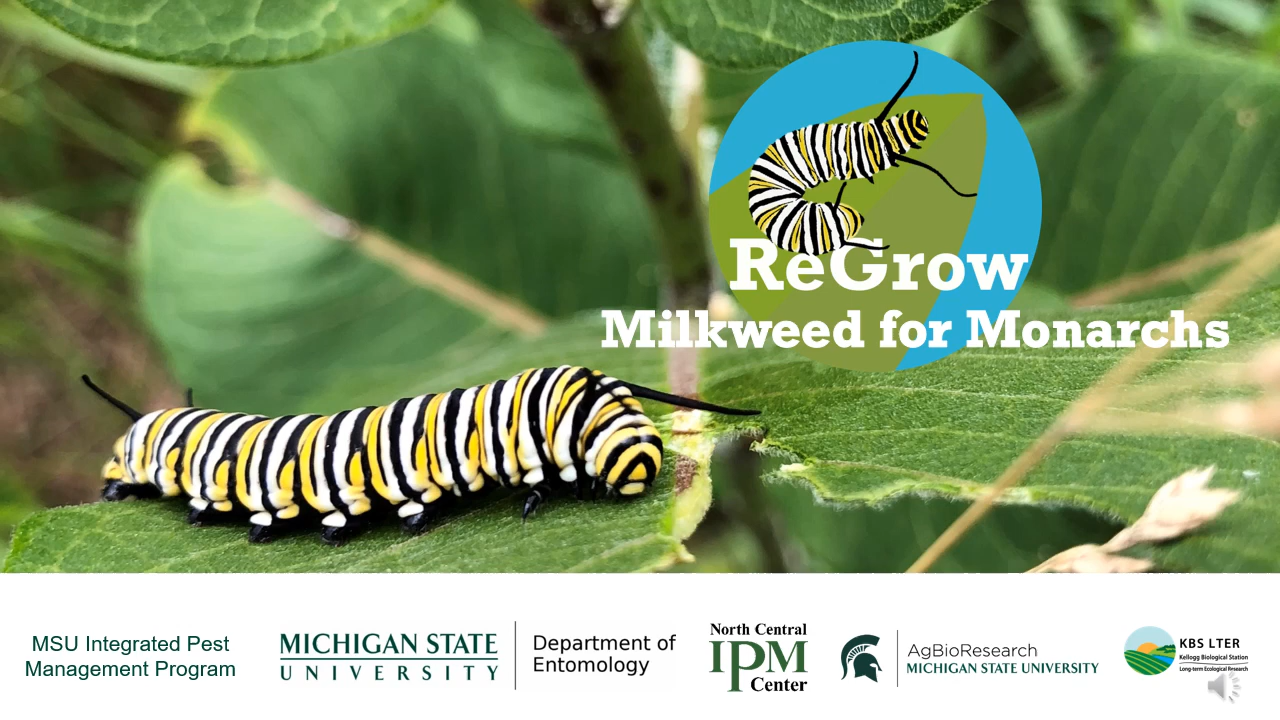 ReGrow
Milkweed for Monarchs
MSU Integrated Pest
Management Program
MICHIGAN STATE
UNIVERSITY
Department of
Entomology
North Central
IPM
Center
AgBioResearch
MICHIGAN STATE UNIVERSITY
KBS LTER
Kellogg Biological Station
Long-term Ecological Research